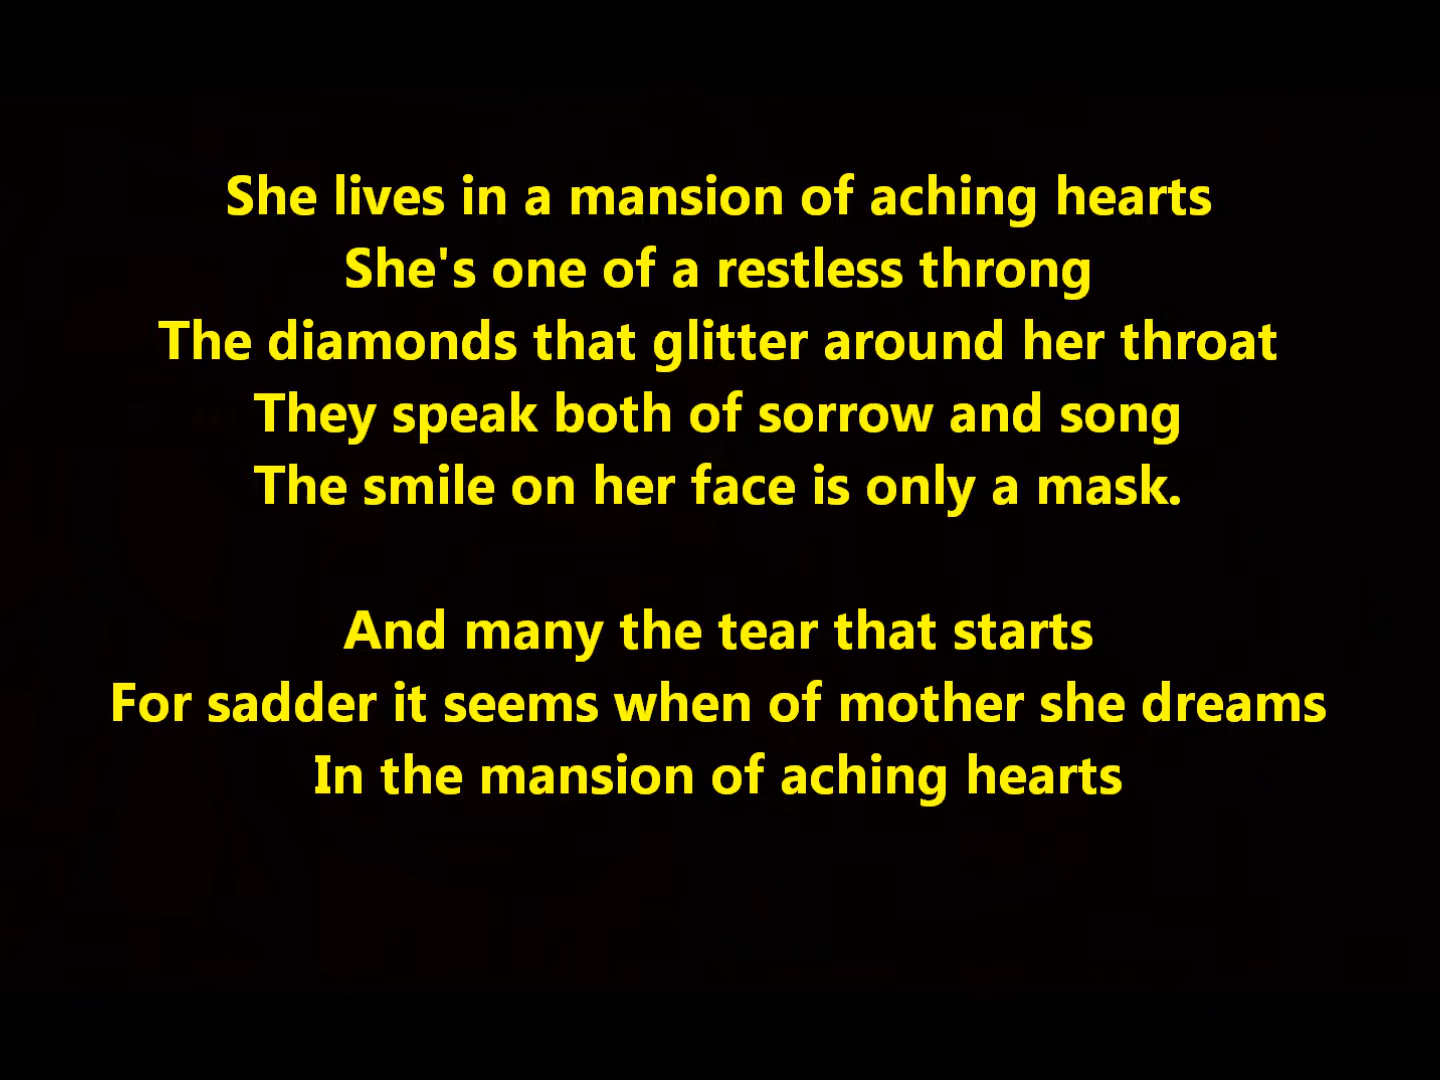 She lives in a mansion of aching hearts
She's one of a restless throng
The diamonds that glitter around her throat
They speak both of sorrow and song
The smile on her face is only a mask.
And many the tear that starts
For sadder it seems when of mother she dreams
In the mansion of aching hearts